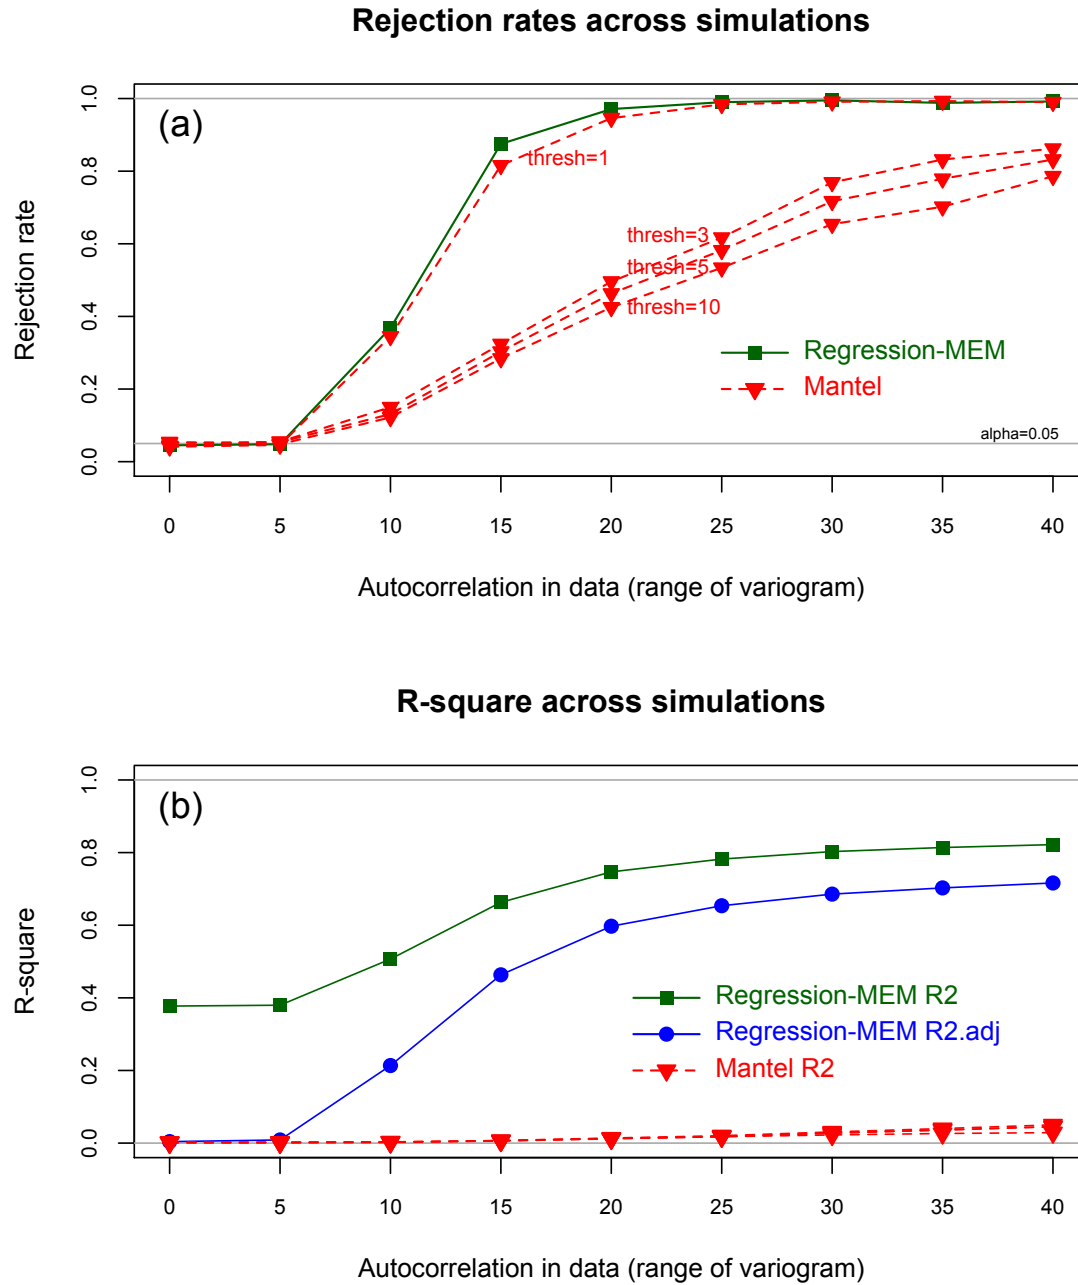 Rejection rates across simulations
(a)
Rejection rate
1.0
0.8
0.6
0.4
0.2
0.0
thresh=1
thresh=3
thresh=5
thresh=10
Regression-MEM
Mantel
alpha=0.05
0 5 10 15 20 25 30 35 40
Autocorrelation in data (range of variogram)
R-square across simulations
(b)
R-square
1.0
0.8
0.6
0.4
0.2
0.0
Regression-MEM R2
Regression-MEM R2.adj
Mantel R2
0 5 10 15 20 25 30 35 40
Autocorrelation in data (range of variogram)